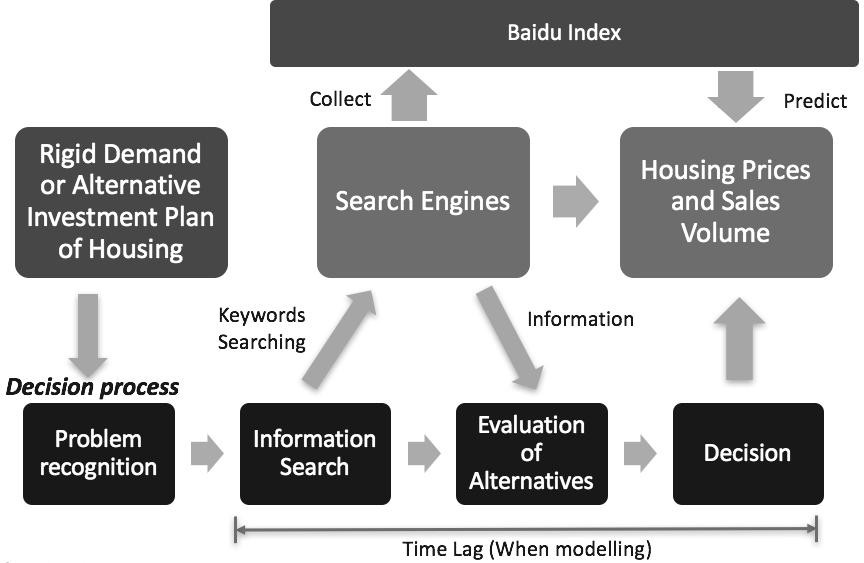 Baidu Index
Collect
Predict
Rigid Demand
or Alternative
Investment Plan
of Housing
Search Engines
Housing Prices
and Sales
Volume
Keywords
Searching
Information
Decision process
Problem
recognition
Information
Search
Evaluation
of
Alternatives
Decision
Time Lag (When modelling)